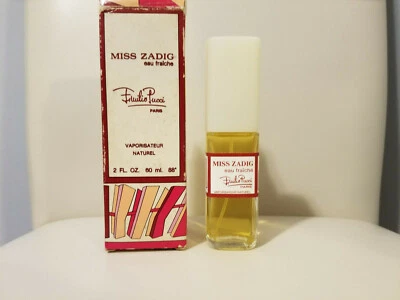 MISS ZADIG
eau fraîche
Emilio Pucci
PARIS
VAPORISATEUR
NATUREL
2 FL. OZ. 60 ml. 88°
MISS ZADIG
eau fraîche
Emilio Pucci
PARIS